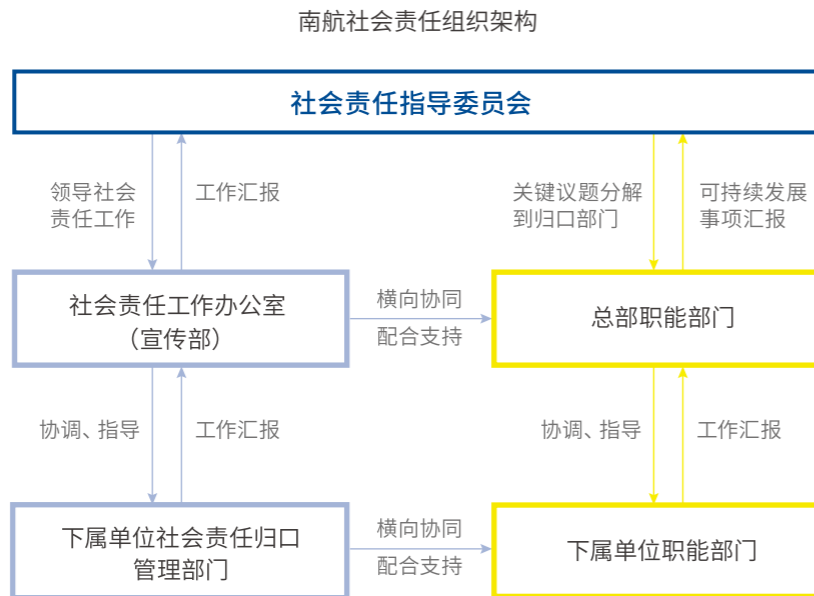 南航社会责任组织架构
社会责任指导委员会
领导社会
责任工作
工作汇报
关键议题分解
到归口部门
可持续发展
事项汇报
社会责任工作办公室
（宣传部）
横向协同
配合支持
总部职能部门
协调、指导
工作汇报
协调、指导
工作汇报
下属单位社会责任归口
管理部门
横向协同
配合支持
下属单位职能部门